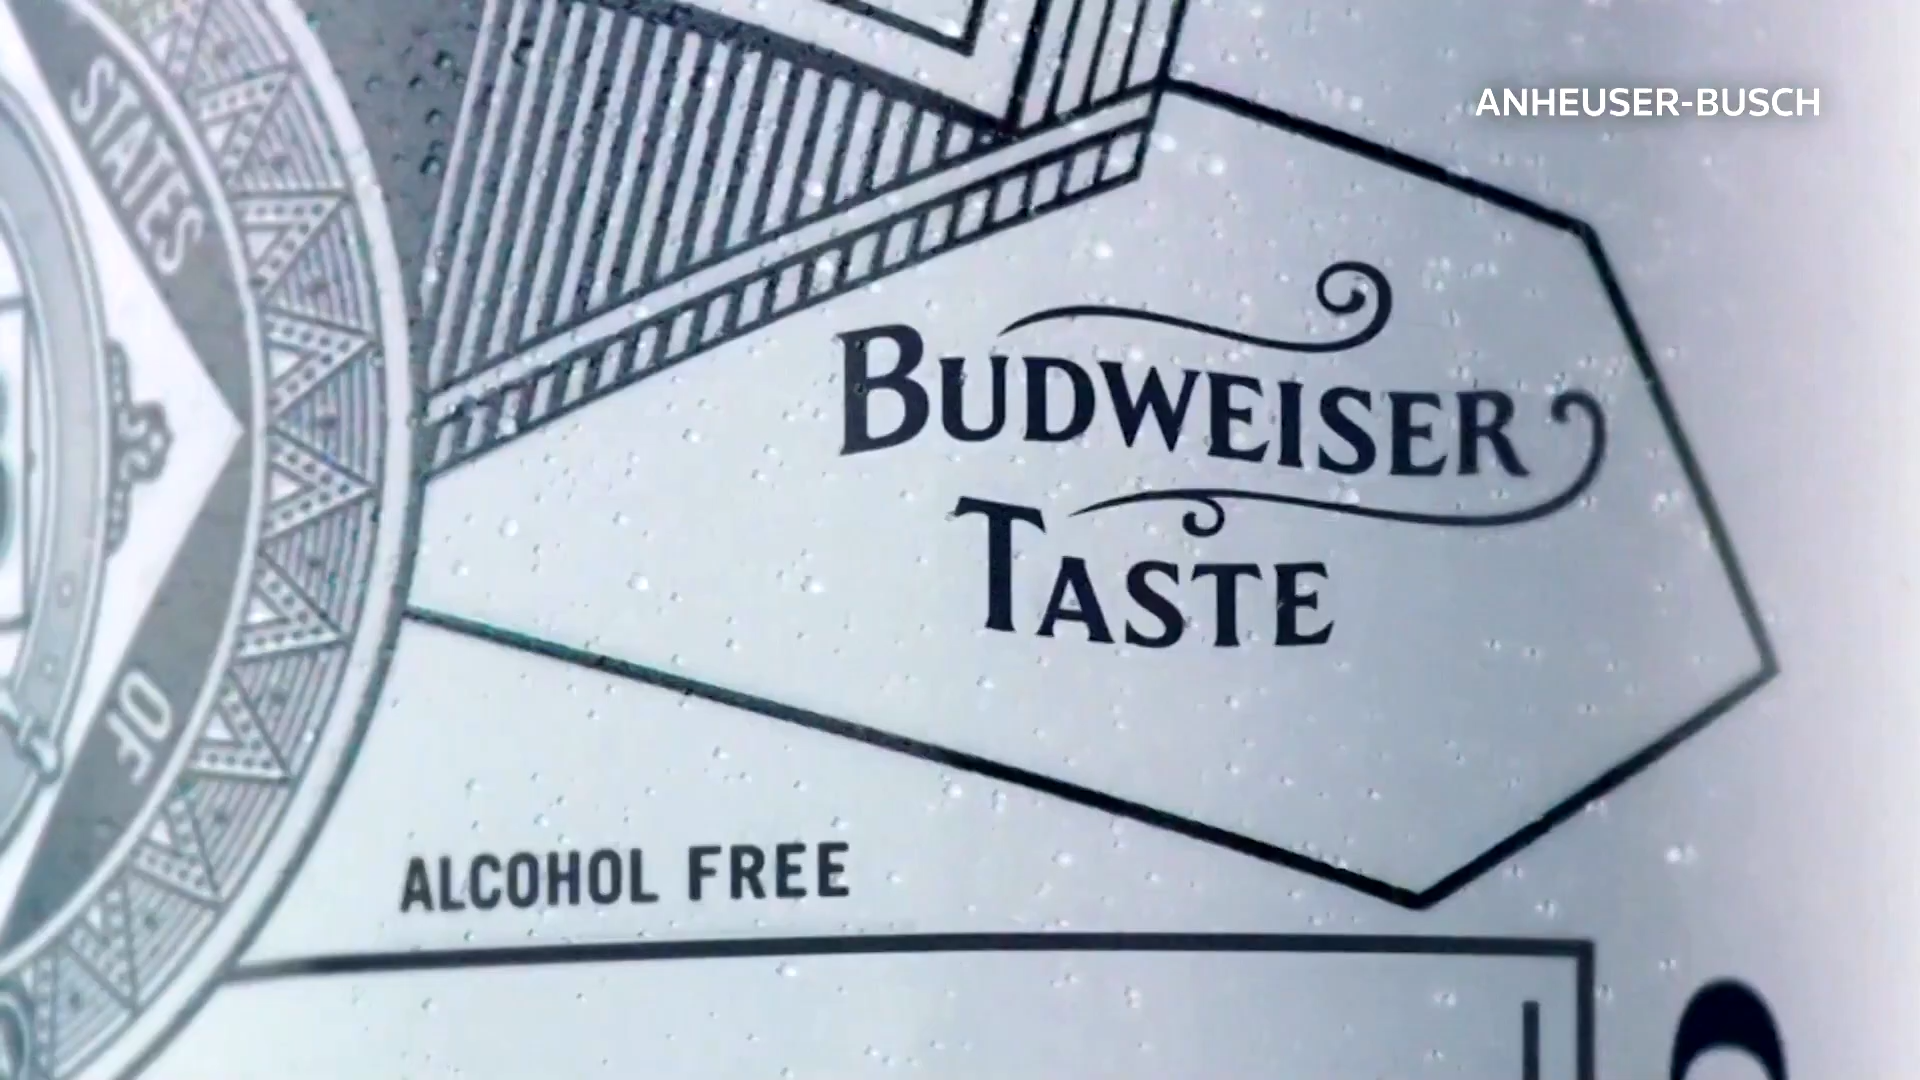 ANHEUSER-BUSCH
STATES
OF
BUDWEISER
TASTE
ALCOHOL FREE